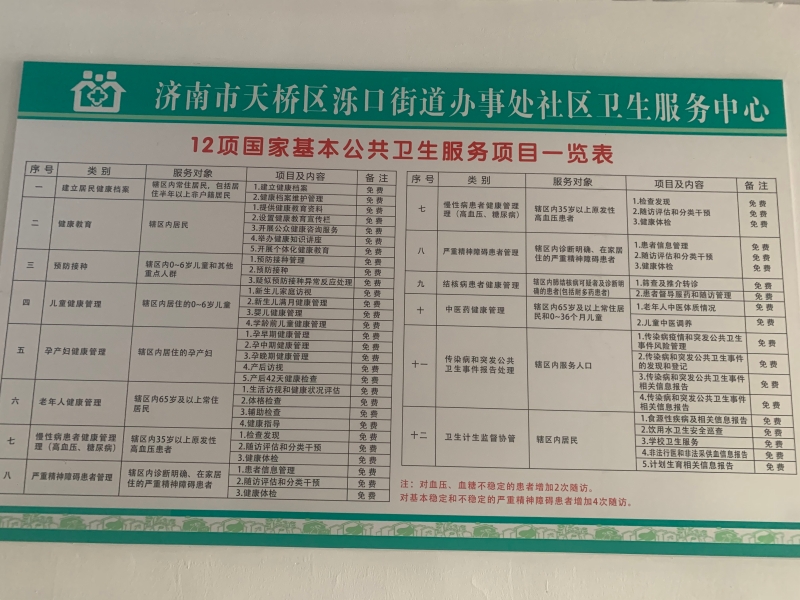 济南市天桥区泺口街道办事处社区卫生服务中心
12项国家基本公共卫生服务项目一览表
序号 类别 服务对象 项目及内容 备注
一 建立居民健康档案 辖区内常住居民，包括居住半年以上非户籍居民
1.建立健康档案 免费
2.健康档案维护管理 免费
二 健康教育 辖区内居民
1.提供健康教育资料 免费
2.设置健康教育宣传栏 免费
3.开展公众健康咨询服务 免费
4.举办健康知识讲座 免费
5.开展个体化健康教育 免费
三 预防接种 辖区内0~6岁儿童和其他重点人群
1.预防接种管理 免费
2.预防接种 免费
3.疑似预防接种异常反应处理 免费
四 儿童健康管理 辖区内居住的0~6岁儿童
1.新生儿家庭访视 免费
2.新生儿满月健康管理 免费
3.婴儿健康管理 免费
4.学龄前儿童健康管理 免费
五 孕产妇健康管理 辖区内居住的孕产妇
1.孕早期健康管理 免费
2.孕中期健康管理 免费
3.孕晚期健康管理 免费
4.产后访视 免费
5.产后42天健康检查 免费
六 老年人健康管理 辖区内65岁及以上常住居民
1.生活访视和健康状况评估 免费
2.体格检查 免费
3.辅助检查 免费
4.健康指导 免费
七 慢性病患者健康管理理（高血压、糖尿病） 辖区内35岁以上原发性高血压患者
1.检查发现 免费
2.随访评估和分类干预 免费
3.健康体检 免费
八 严重精神障碍患者管理 辖区内诊断明确、在家居住的严重精神障碍患者
1.患者信息管理 免费
2.随访评估和分类干预 免费
3.健康体检 免费
序号 类别 服务对象 项目及内容 备注
七 慢性病患者健康管理理（高血压、糖尿病） 辖区内35岁以上原发性高血压患者
1.检查发现 免费
2.随访评估和分类干预 免费
3.健康体检 免费
八 严重精神障碍患者管理 辖区内诊断明确、在家居住的严重精神障碍患者
1.患者信息管理 免费
2.随访评估和分类干预 免费
3.健康体检 免费
九 结核病患者健康管理 辖区内肺结核病可疑者及诊断明确的患者(包括耐多药患者)
1.筛查及推介转诊 免费
2.患者督导服药和随访管理 免费
十 中医药健康管理 辖区内65岁及以上常住居民和0~36个月儿童
1.老年人中医体质情况 免费
2.儿童中医调养 免费
十一 传染病和突发公共卫生事件报告处理 辖区内服务人口
1.传染病疫情和突发公共卫生事件风险管理 免费
2.传染病和突发公共卫生事件的发现和登记 免费
3.传染病和突发公共卫生事件相关信息报告 免费
4.传染病和突发公共卫生事件相关信息报告 免费
十二 卫生计生监督协管 辖区内居民
1.食源性疾病及相关信息报告 免费
2.饮用水卫生安全巡查 免费
3.学校卫生服务 免费
4.非法行医和非法采供血信息报告 免费
5.计划生育相关信息报告 免费
注：对血压、血糖不稳定的患者增加2次随访。
对基本稳定和不稳定的严重精神障碍患者增加4次随访。